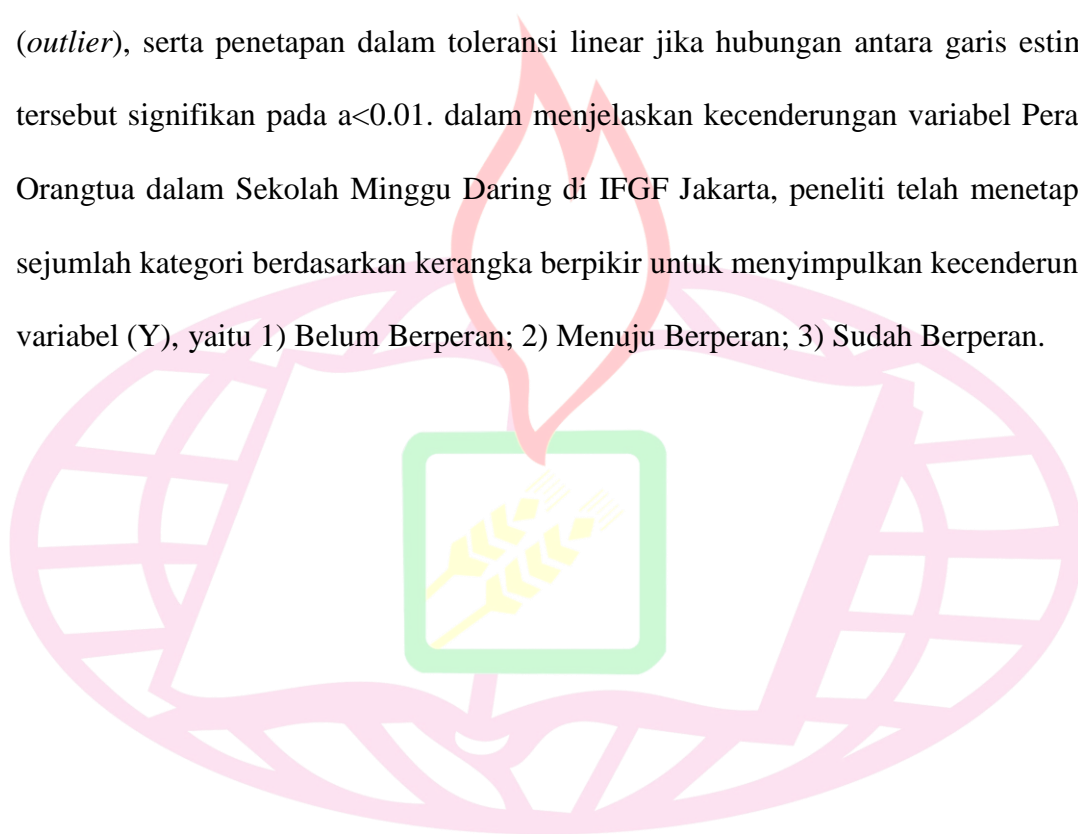 (outlier), serta penetapan dalam toleransi linear jika hubungan antara garis estim
tersebut signifikan pada a<0.01. dalam menjelaskan kecenderungan variabel Pera
Orangtua dalam Sekolah Minggu Daring di IFGF Jakarta, peneliti telah menetap
sejumlah kategori berdasarkan kerangka berpikir untuk menyimpulkan kecenderun
variabel (Y), yaitu 1) Belum Berperan; 2) Menuju Berperan; 3) Sudah Berperan.